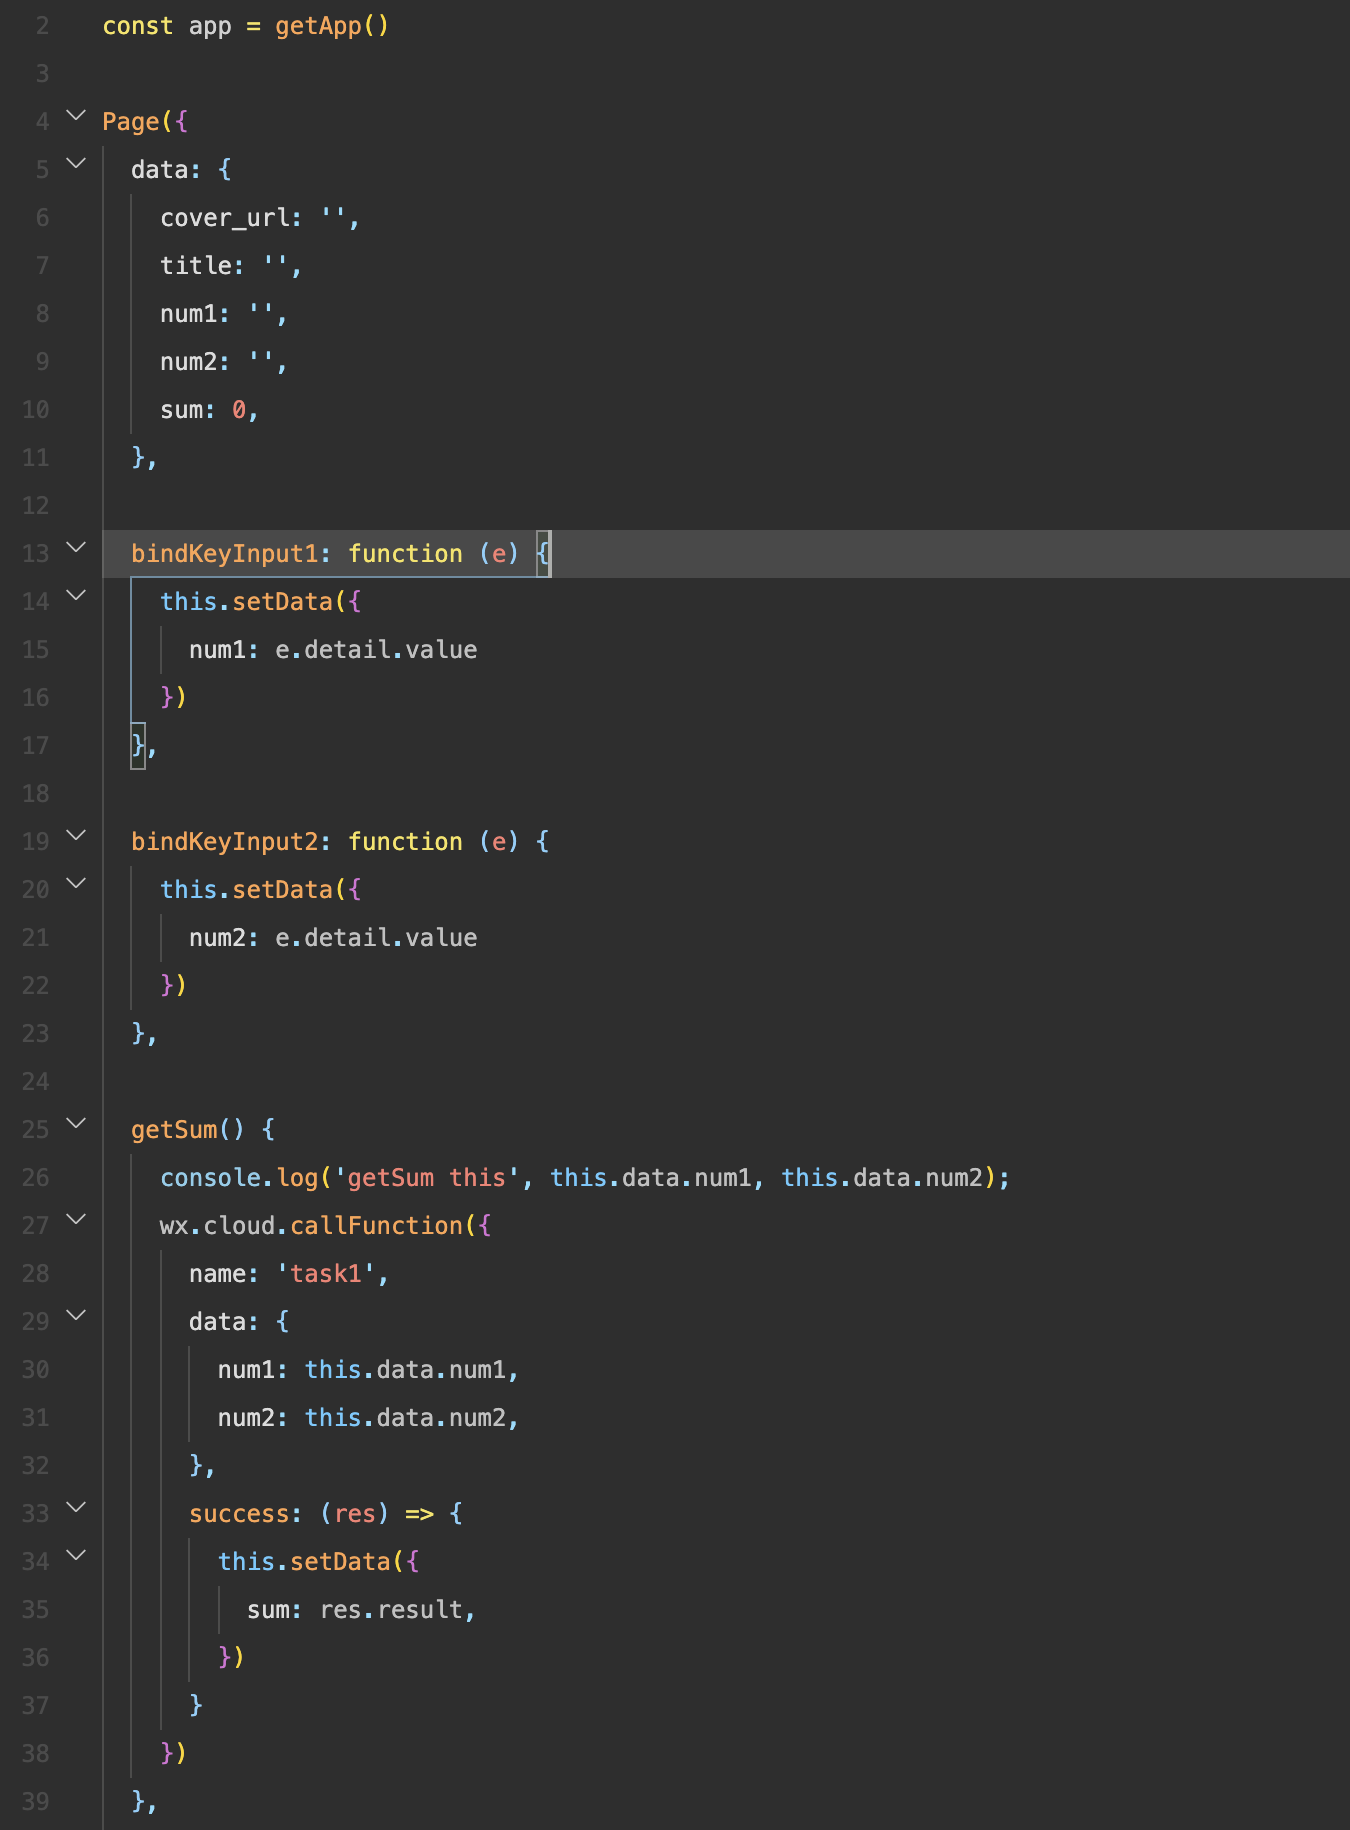 2 const app = getApp()
3
4 Page({
5   data: {
6     cover_url: '',
7     title: '',
8     num1: '',
9     num2: '',
10     sum: 0,
11   },
12
13   bindKeyInput1: function (e) {
14     this.setData({
15       num1: e.detail.value
16     })
17   },
18
19   bindKeyInput2: function (e) {
20     this.setData({
21       num2: e.detail.value
22     })
23   },
24
25   getSum() {
26     console.log('getSum this', this.data.num1, this.data.num2);
27     wx.cloud.callFunction({
28       name: 'task1',
29       data: {
30         num1: this.data.num1,
31         num2: this.data.num2,
32       },
33       success: (res) => {
34         this.setData({
35           sum: res.result,
36         })
37       }
38     })
39   },